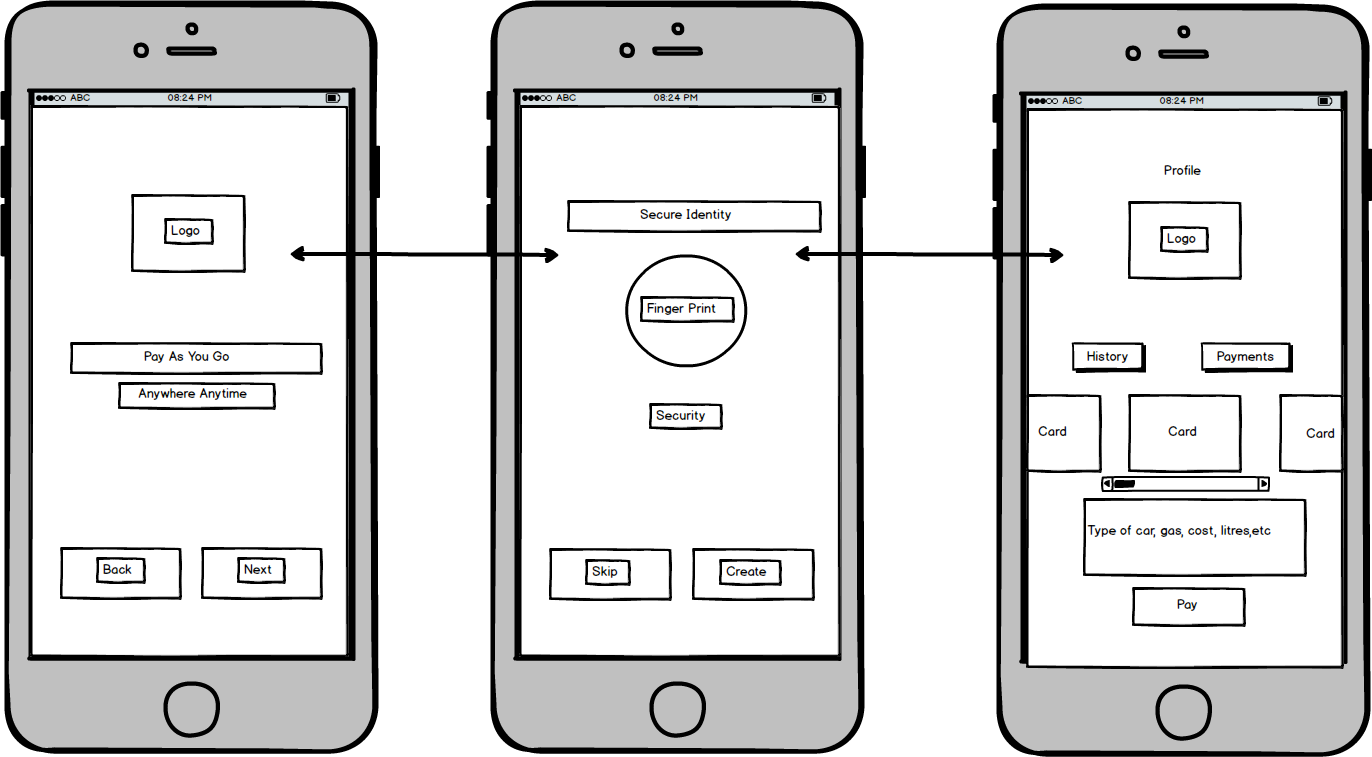 ABC 08:24 PM
Logo
Pay As You Go
Anywhere Anytime
Back Next
ABC 08:24 PM
Secure Identity
Finger Print
Security
Skip Create
ABC 08:24 PM
Profile
Logo
History Payments
Card Card Card
Type of car, gas, cost, litres,etc
Pay